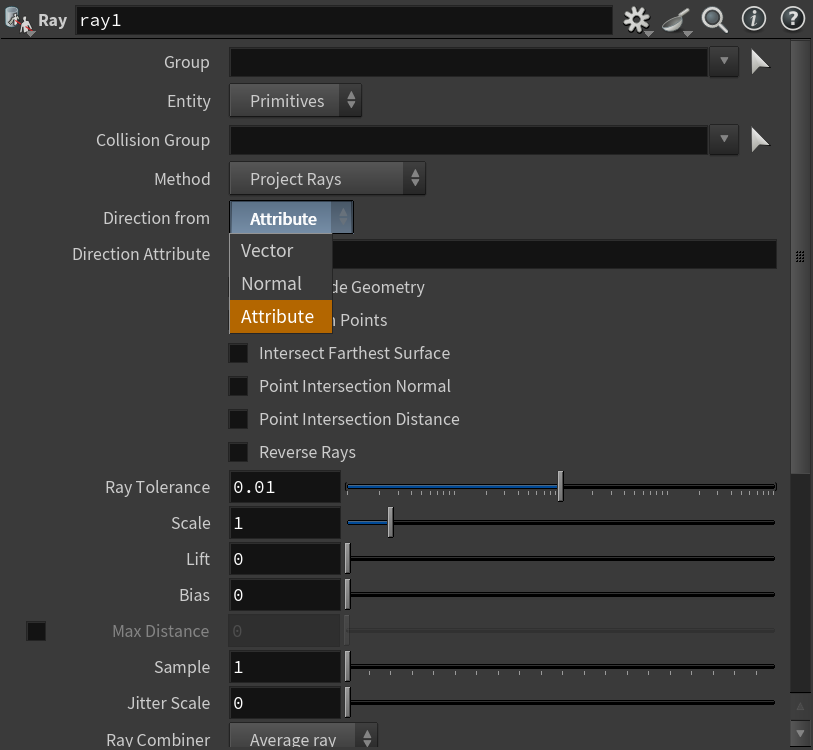 Ray ray1
Group
Entity Primitives
Collision Group
Method Project Rays
Direction from Attribute
Vector
Direction Attribute
Normal
de Geometry
Attribute
Points
Intersect Farthest Surface
Point Intersection Normal
Point Intersection Distance
Reverse Rays
Ray Tolerance 0.01
Scale 1
Lift 0
Bias 0
Max Distance 0
Sample 1
Jitter Scale 0
Ray Combiner Average ray